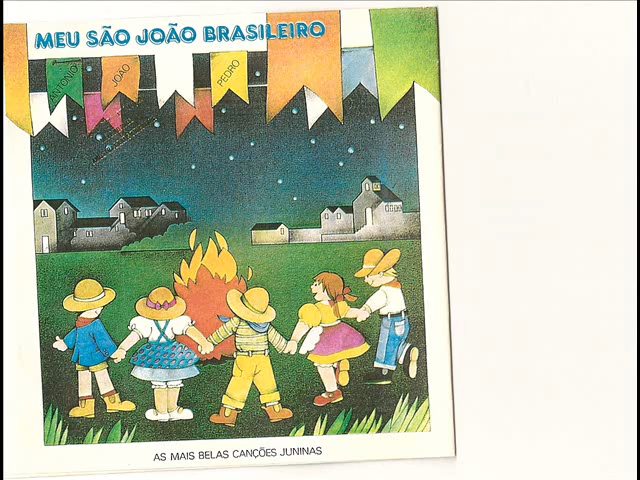 MEU SÃO JOÃO BRASILEIRO
ANTONIO
JOÃO
PEDRO
AS MAIS BELAS CANÇÕES JUNINAS